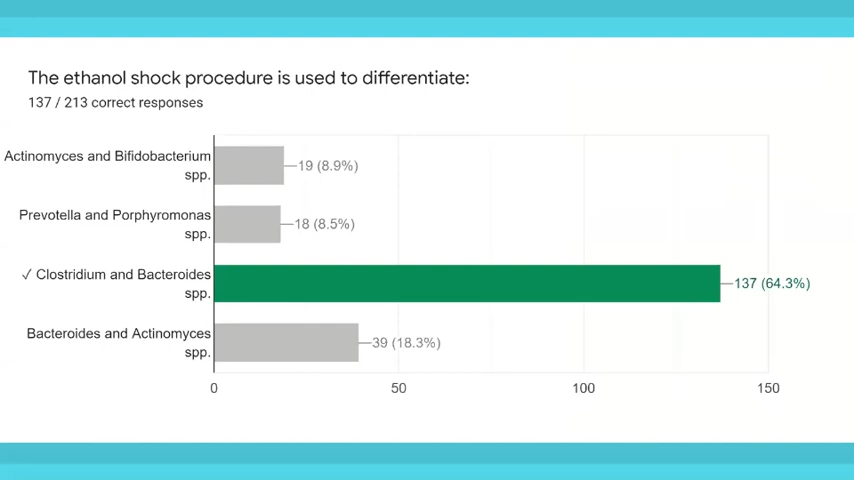 The ethanol shock procedure is used to differentiate:
137 / 213 correct responses
Actinomyces and Bifidobacterium
spp.
19 (8.9%)
Prevotella and Porphyromonas
spp.
18 (8.5%)
✓ Clostridium and Bacteroides
spp.
137 (64.3%)
Bacteroides and Actinomyces
spp.
39 (18.3%)
0 50 100 150